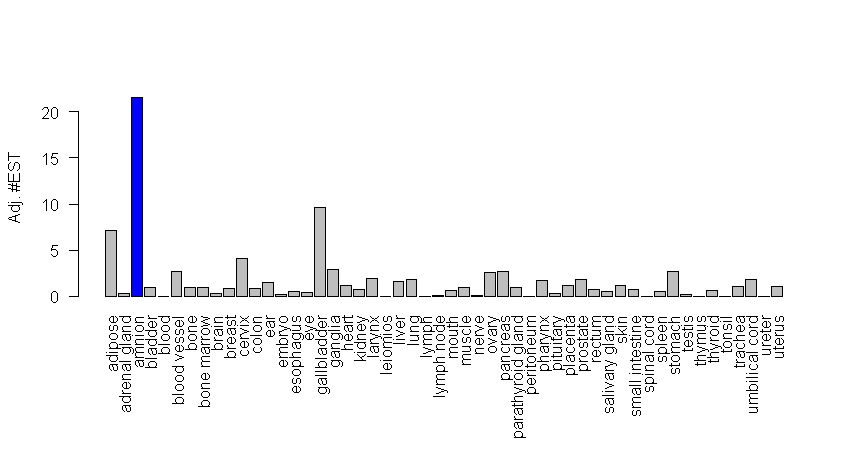 Adj. #EST
20
15
10
5
0
adipose
adrenal gland
amnion
bladder
blood
blood vessel
bone
bone marrow
brain
breast
cervix
colon
ear
embryo
esophagus
eye
gallbladder
ganglia
heart
kidney
larynx
leiomios
liver
lung
lymph
lymph node
mouth
muscle
nerve
ovary
pancreas
parathyroid gland
peritoneum
pharynx
pituitary
placenta
prostate
rectum
salivary gland
skin
small intestine
spinal cord
spleen
stomach
testis
thymus
thyroid
tonsil
trachea
umbilical cord
ureter
uterus